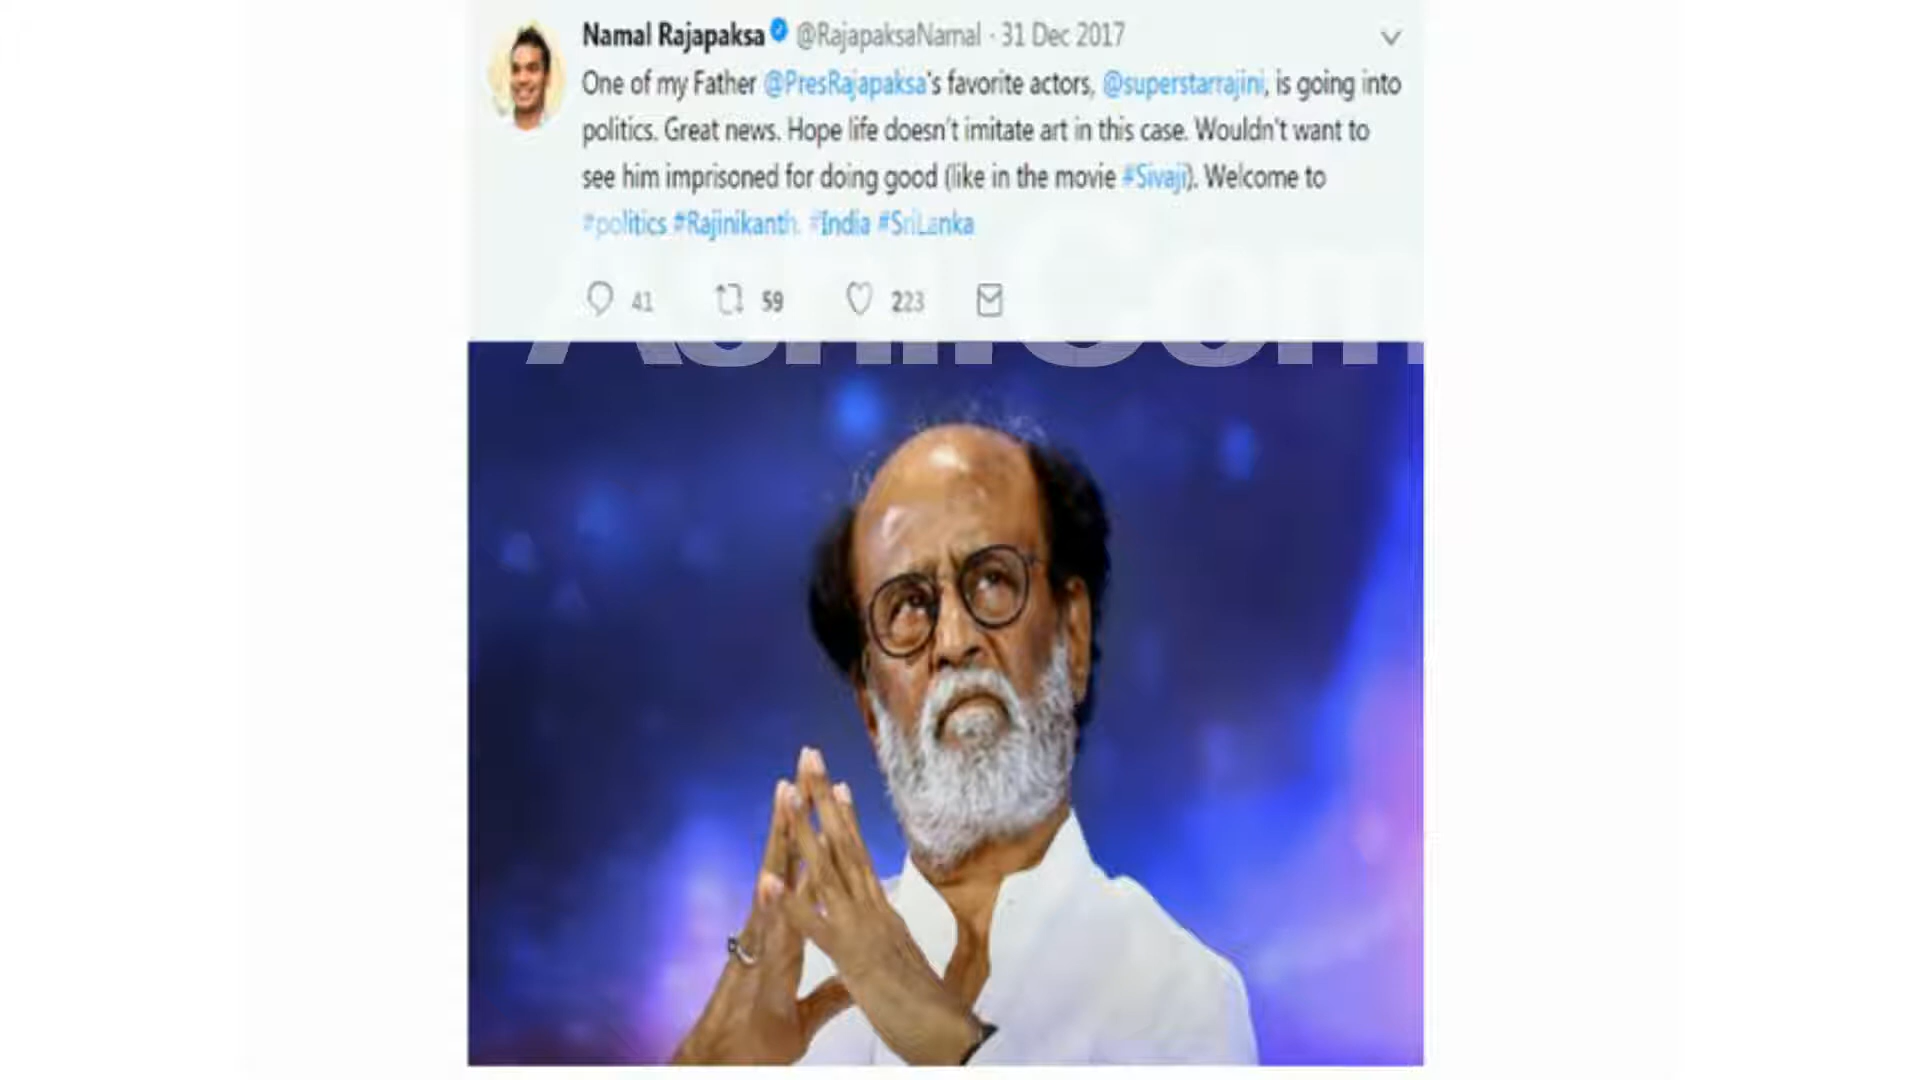 Namal Rajapaksa @RajapaksaNamal · 31 Dec 2017
One of my Father @PresRajapaksa's favorite actors, @superstarrajini, is going into
politics. Great news. Hope life doesn't imitate art in this case. Wouldn't want to
see him imprisoned for doing good (like in the movie #Sivaji). Welcome to
#politics #Rajinikanth. #India #SriLanka
41 59 223